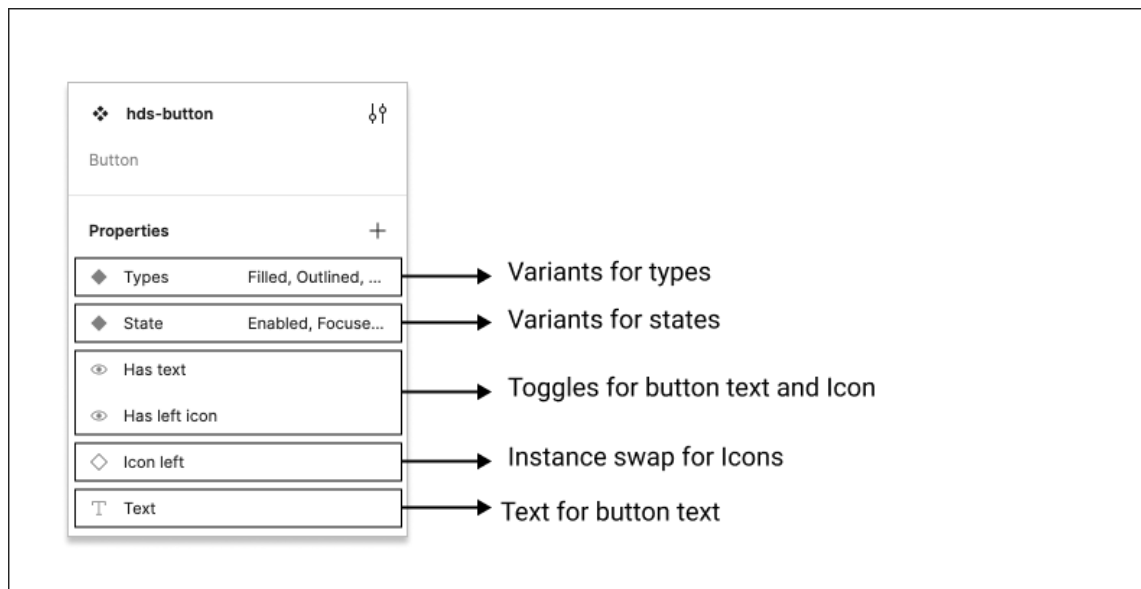 hds-button
Button
Properties
Types Filled, Outlined, ...
Variants for types
State Enabled, Focuse...
Variants for states
Has text
Has left icon
Toggles for button text and Icon
Icon left
Instance swap for Icons
Text
Text for button text